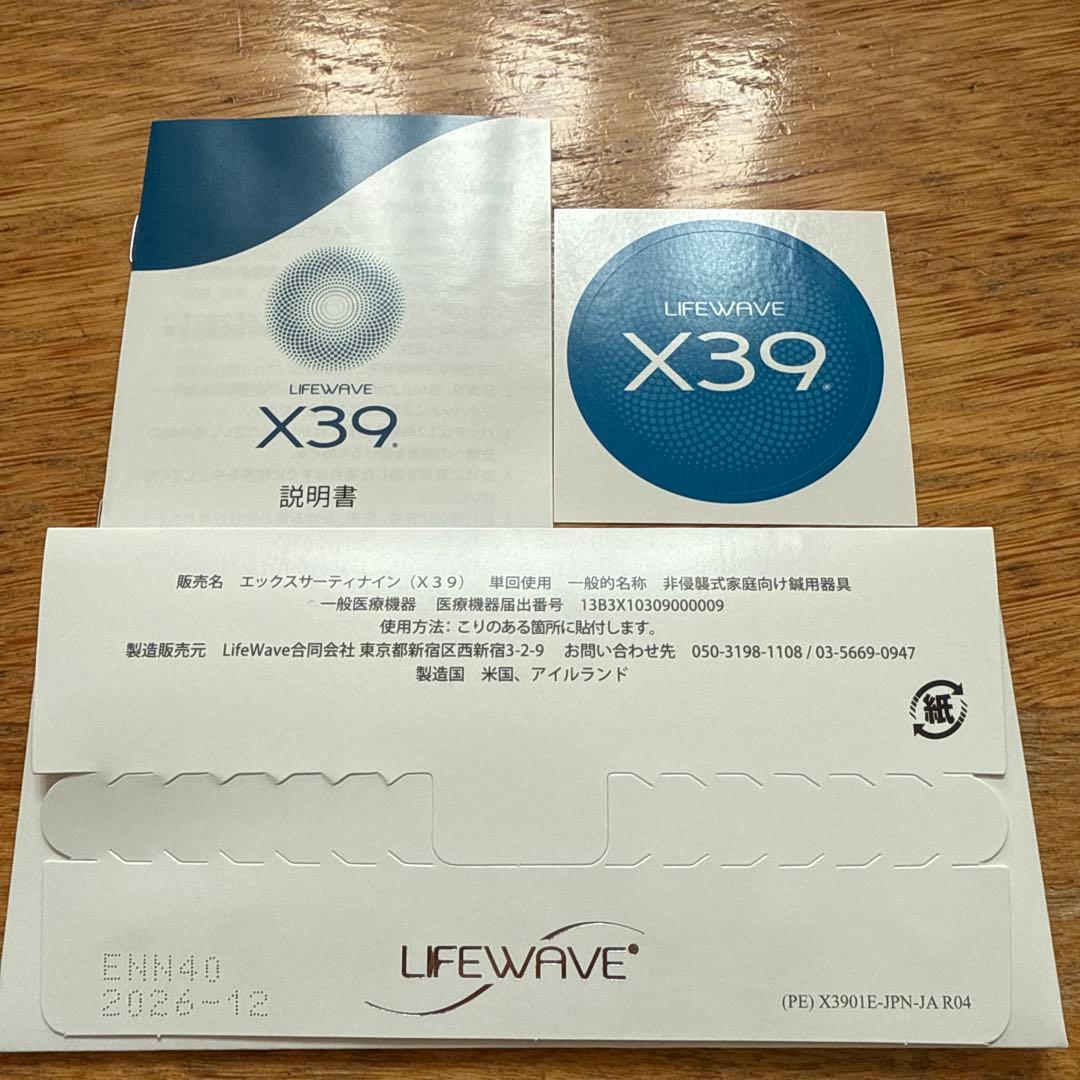 LIFEWAVE
X39®
説明書
LIFEWAVE
X39®
販売名 エックスサーティナイン（X39） 単回使用 一般的名称 非侵襲式家庭向け鍼用器具
一般医療機器 医療機器届出番号 13B3X10309000009
使用方法：こりのある箇所に貼付します。
製造販売元 LifeWave合同会社 東京都新宿区西新宿3-2-9 お問い合わせ先 050-3198-1108 / 03-5669-0947
製造国 米国、アイルランド
紙
ENN40
2026-12
LIFEWAVE®
(PE) X3901E-JPN-JA R04